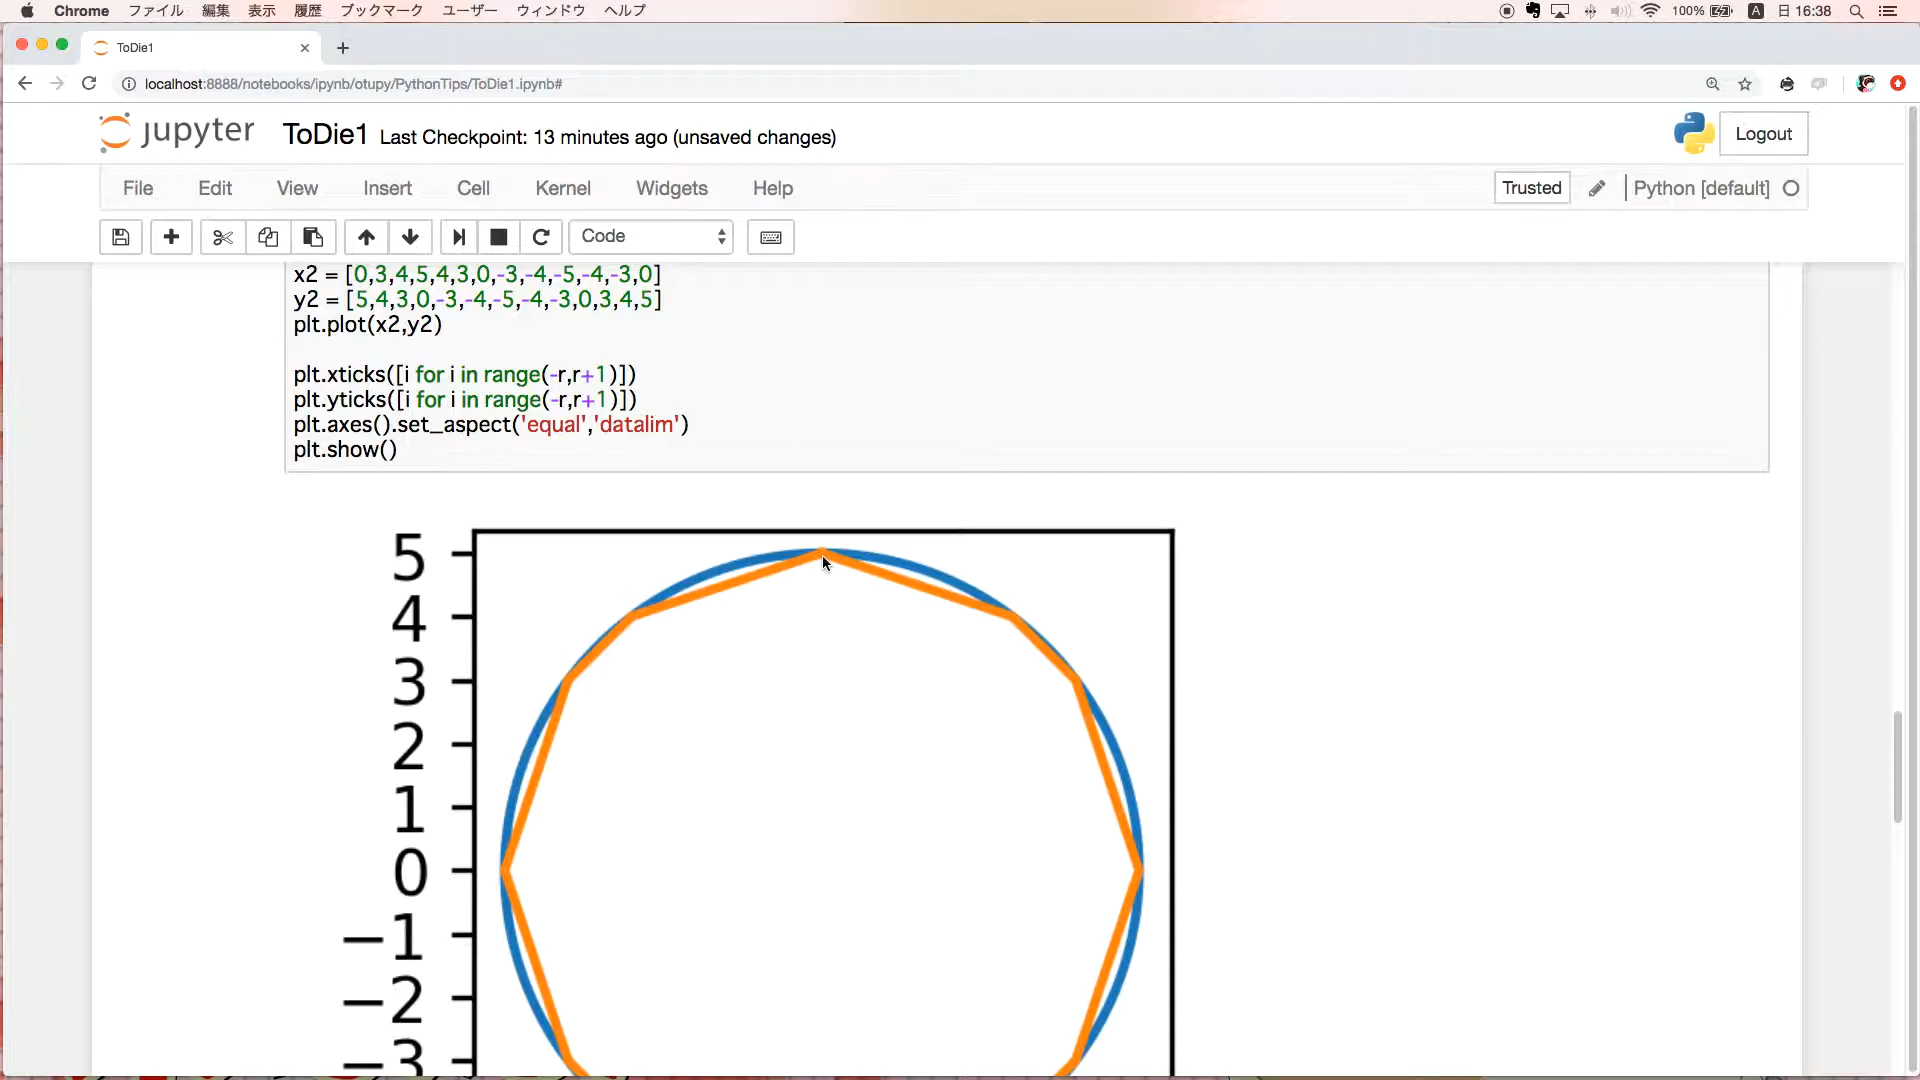 Chrome ファイル 編集 表示 履歴 ブックマーク ユーザー ウィンドウ ヘルプ 100% A 日 16:38
ToDie1
localhost:8888/notebooks/ipynb/otupy/PythonTips/ToDie1.ipynb#
jupyter ToDie1 Last Checkpoint: 13 minutes ago (unsaved changes) Logout
File Edit View Insert Cell Kernel Widgets Help Trusted Python [default]
Code
x2 = [0,3,4,5,4,3,0,-3,-4,-5,-4,-3,0]
y2 = [5,4,3,0,-3,-4,-5,-4,-3,0,3,4,5]
plt.plot(x2,y2)
plt.xticks([i for i in range(-r,r+1)])
plt.yticks([i for i in range(-r,r+1)])
plt.axes().set_aspect('equal','datalim')
plt.show()
5
4
3
2
1
0
−1
−2
−3